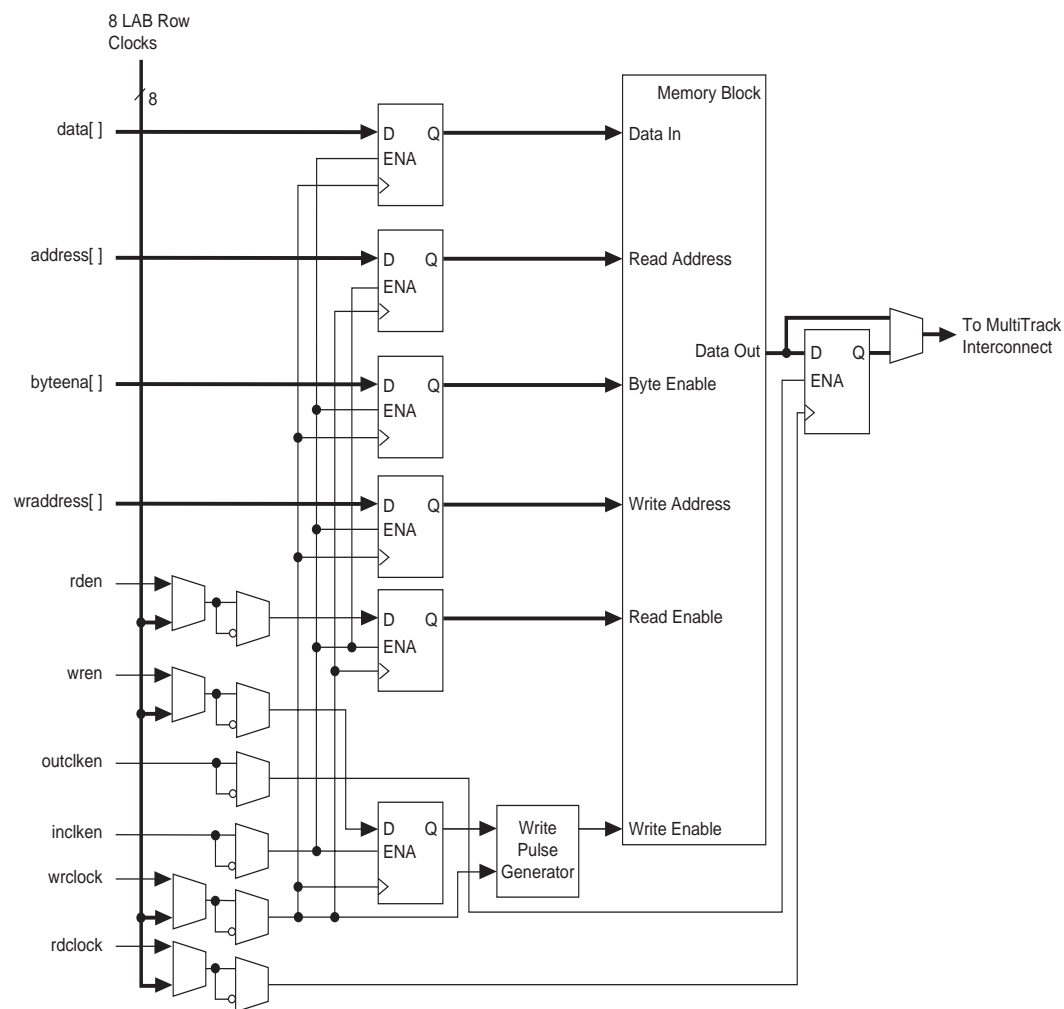 8 LAB Row
Clocks
8
Memory Block
data[ ]
D Q
ENA
Data In
address[ ]
D Q
ENA
Read Address
To MultiTrack
Interconnect
Data Out
D Q
ENA
byteena[ ]
D Q
ENA
Byte Enable
wraddress[ ]
D Q
ENA
Write Address
rden
D Q
ENA
Read Enable
wren
outclken
inclken
D Q
ENA
Write
Pulse
Generator
Write Enable
wrclock
rdclock